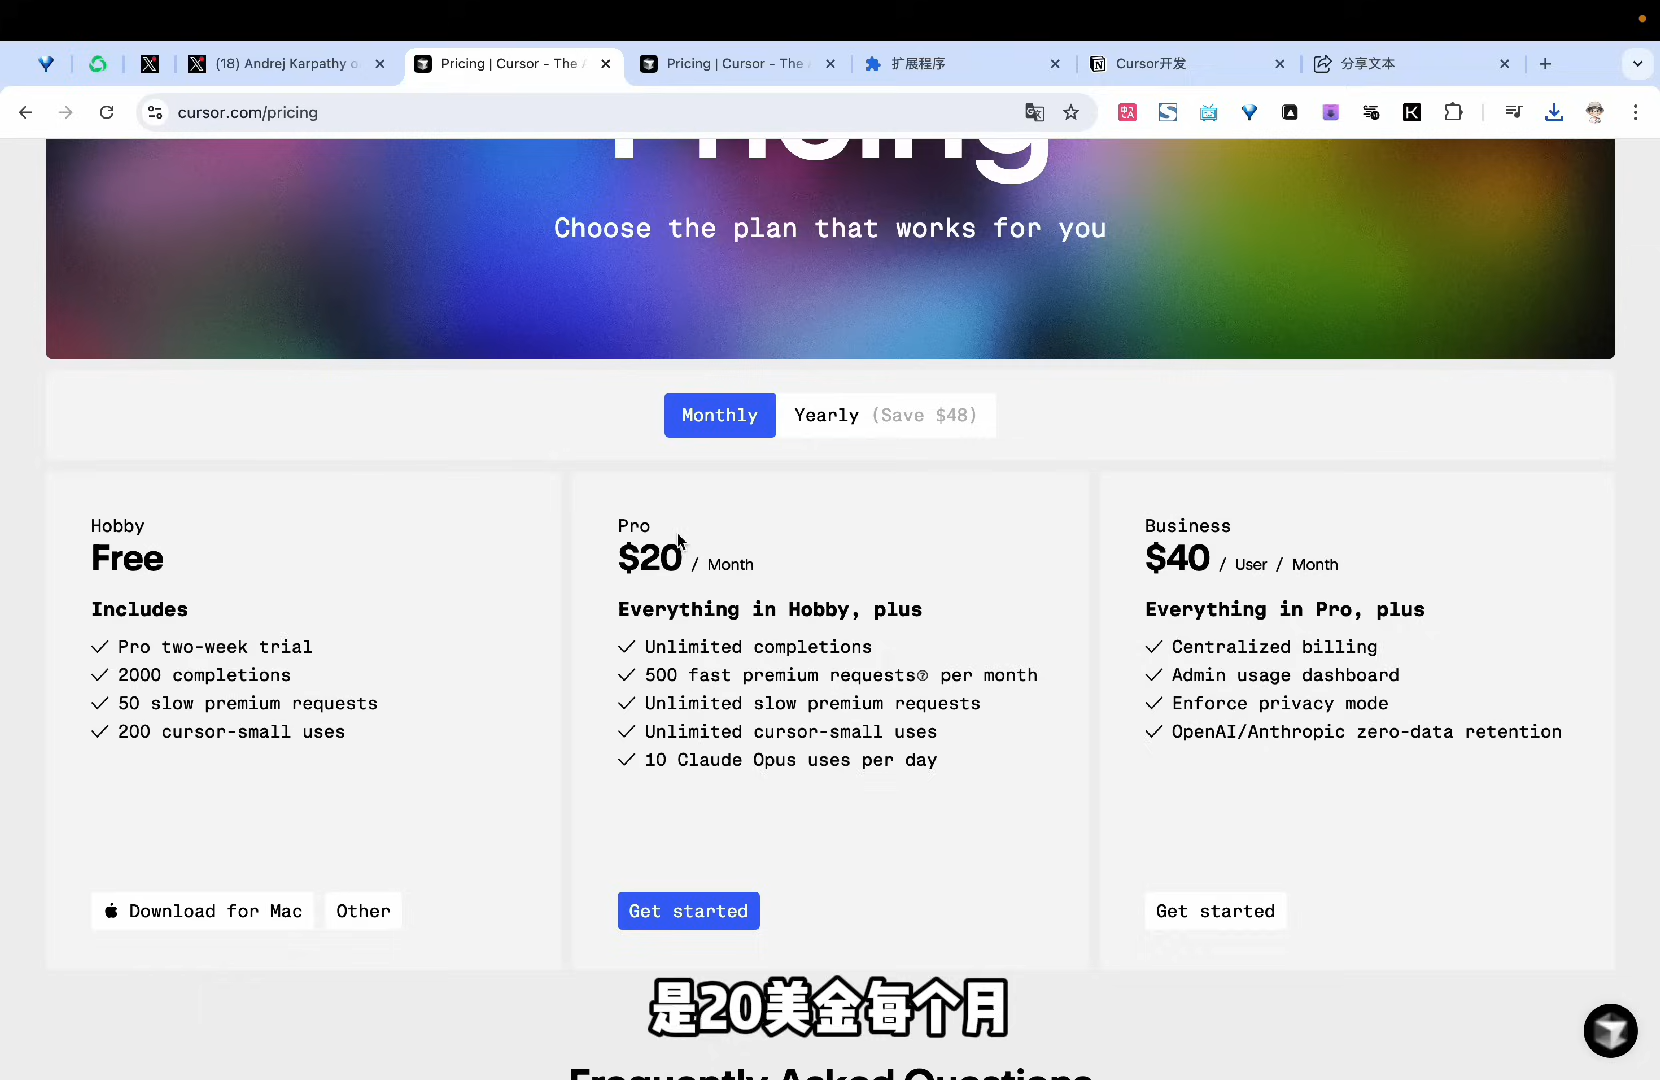 (18) Andrej Karpathy o
Pricing | Cursor - The
Pricing | Cursor - The
扩展程序
Cursor开发
分享文本
cursor.com/pricing
Pricing
Choose the plan that works for you
Monthly
Yearly (Save $48)
Hobby
Free
Includes
Pro two-week trial
2000 completions
50 slow premium requests
200 cursor-small uses
Download for Mac
Other
Pro
$20 / Month
Everything in Hobby, plus
Unlimited completions
500 fast premium requests? per month
Unlimited slow premium requests
Unlimited cursor-small uses
10 Claude Opus uses per day
Get started
Business
$40 / User / Month
Everything in Pro, plus
Centralized billing
Admin usage dashboard
Enforce privacy mode
OpenAI/Anthropic zero-data retention
Get started
是20美金每个月
Frequently Asked Questions